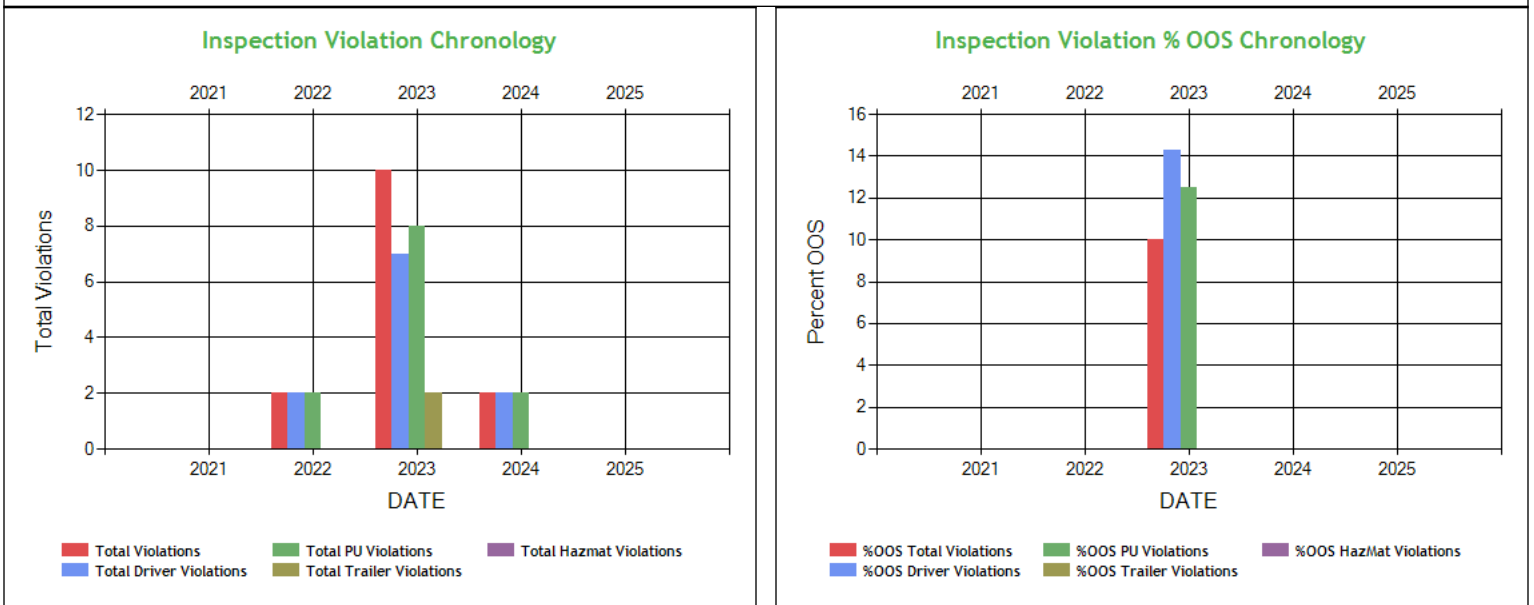 Inspection Violation Chronology
2021 2022 2023 2024 2025
12
10
8
6
4
2
0
Total Violations
2021 2022 2023 2024 2025
DATE
Total Violations Total PU Violations Total Hazmat Violations
Total Driver Violations Total Trailer Violations
Inspection Violation % OOS Chronology
2021 2022 2023 2024 2025
16
14
12
10
8
6
4
2
0
Percent OOS
2021 2022 2023 2024 2025
DATE
%OOS Total Violations %OOS PU Violations %OOS HazMat Violations
%OOS Driver Violations %OOS Trailer Violations